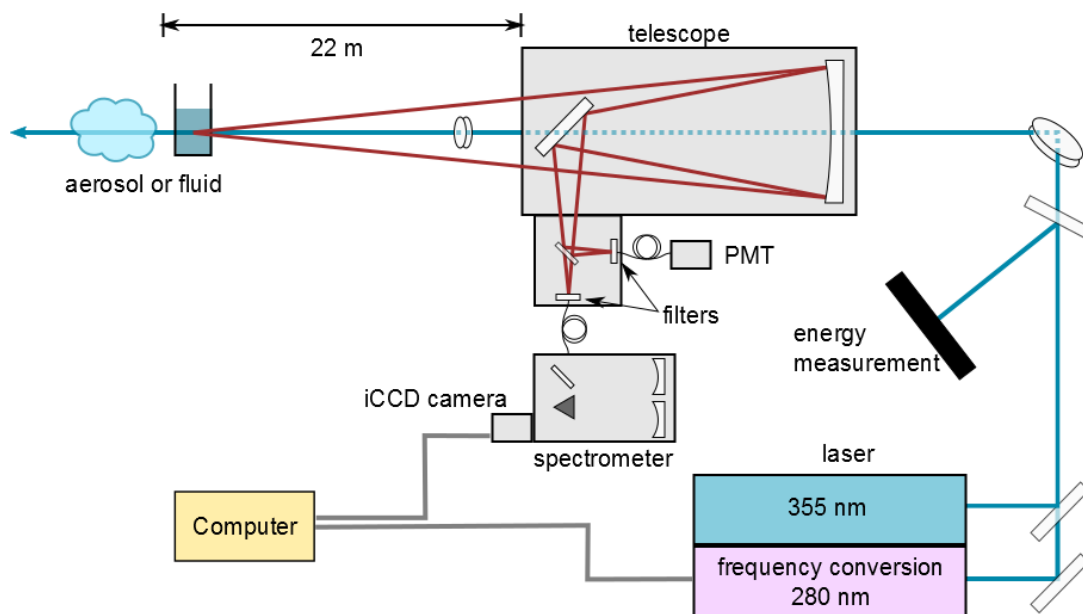 telescope
22 m
aerosol or fluid
PMT
filters
energy
measurement
iCCD camera
spectrometer
laser
355 nm
Computer
frequency conversion
280 nm